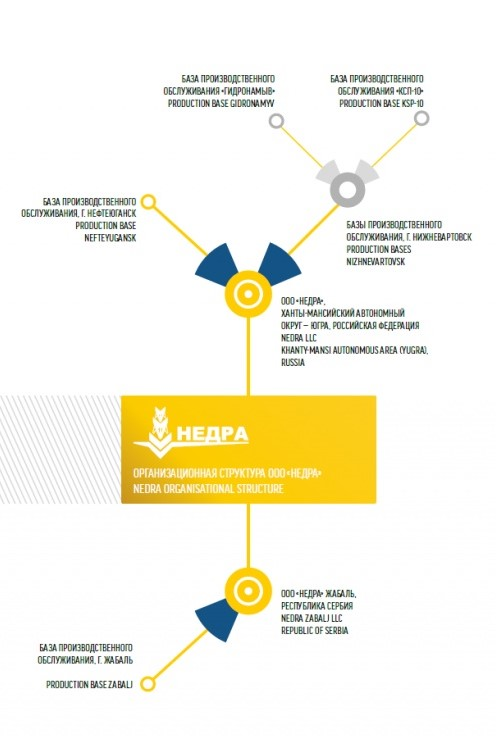 БАЗА ПРОИЗВОДСТВЕННОГО
ОБСЛУЖИВАНИЯ «ГИДРОНАМЫВ»
PRODUCTION BASE GIDRONAMYV
БАЗА ПРОИЗВОДСТВЕННОГО
ОБСЛУЖИВАНИЯ «КСП-10»
PRODUCTION BASE KSP-10
БАЗА ПРОИЗВОДСТВЕННОГО
ОБСЛУЖИВАНИЯ, Г. НЕФТЕЮГАНСК
PRODUCTION BASE
NEFTEYUGANSK
БАЗЫ ПРОИЗВОДСТВЕННОГО
ОБСЛУЖИВАНИЯ, Г. НИЖНЕВАРТОВСК
PRODUCTION BASES
NIZHNEVARTOVSK
ООО «НЕДРА»,
ХАНТЫ-МАНСИЙСКИЙ АВТОНОМНЫЙ
ОКРУГ – ЮГРА, РОССИЙСКАЯ ФЕДЕРАЦИЯ
NEDRA LLC
KHANTY-MANSI AUTONOMOUS AREA (YUGRA),
RUSSIA
НЕДРА
ОРГАНИЗАЦИОННАЯ СТРУКТУРА ООО «НЕДРА»
NEDRA ORGANISATIONAL STRUCTURE
ООО «НЕДРА» ЖАБАЛЬ,
РЕСПУБЛИКА СЕРБИЯ
NEDRA ZABALJ LLC
REPUBLIC OF SERBIA
БАЗА ПРОИЗВОДСТВЕННОГО
ОБСЛУЖИВАНИЯ, Г. ЖАБАЛЬ
PRODUCTION BASE ZABALJ